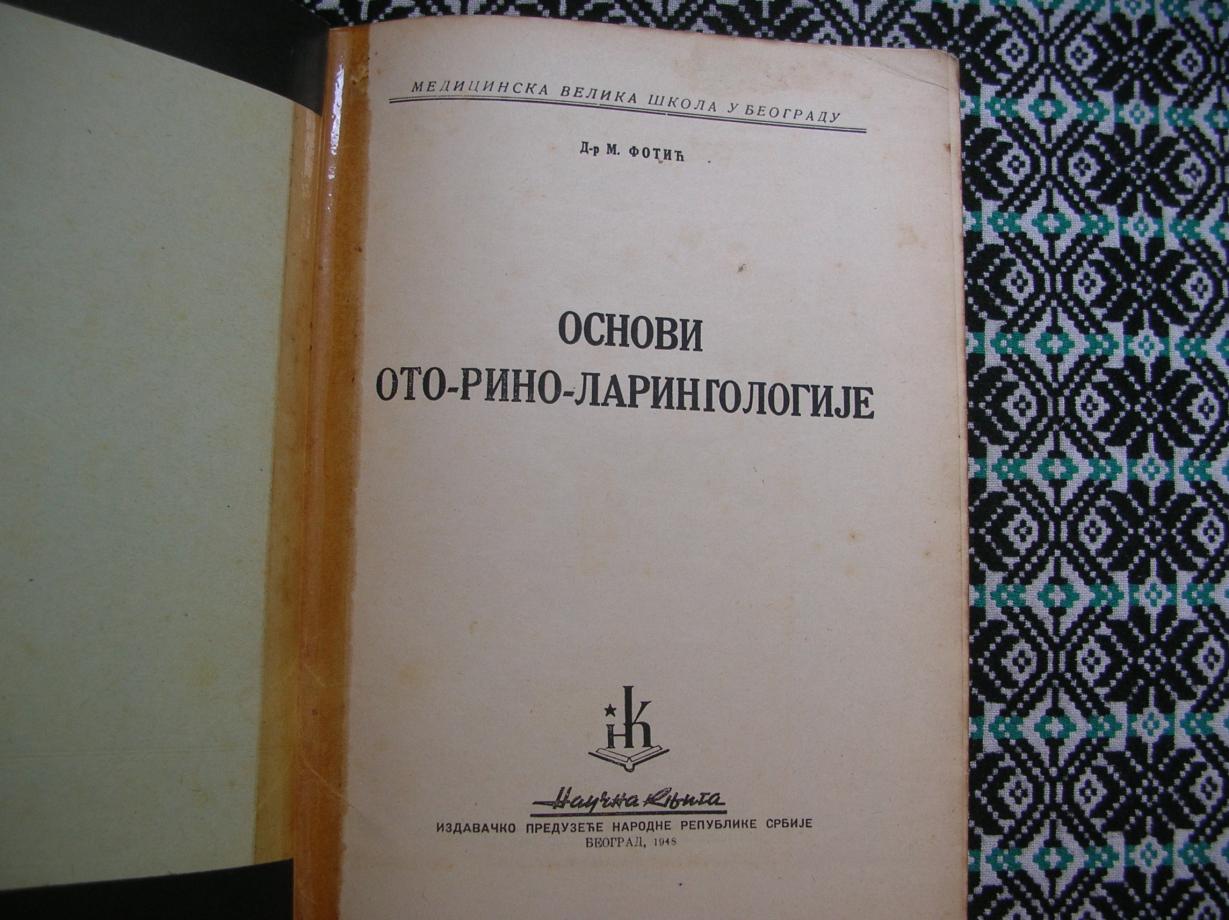 МЕДИЦИНСКА ВЕЛИКА ШКОЛА У БЕОГРАДУ
Д-р М. ФОТИЋ
ОСНОВИ
ОТО-РИНО-ЛАРИНГОЛОГИЈЕ
НК
Научна Књига
ИЗДАВАЧКО ПРЕДУЗЕЋЕ НАРОДНЕ РЕПУБЛИКЕ СРБИЈЕ
БЕОГРАД, 1948